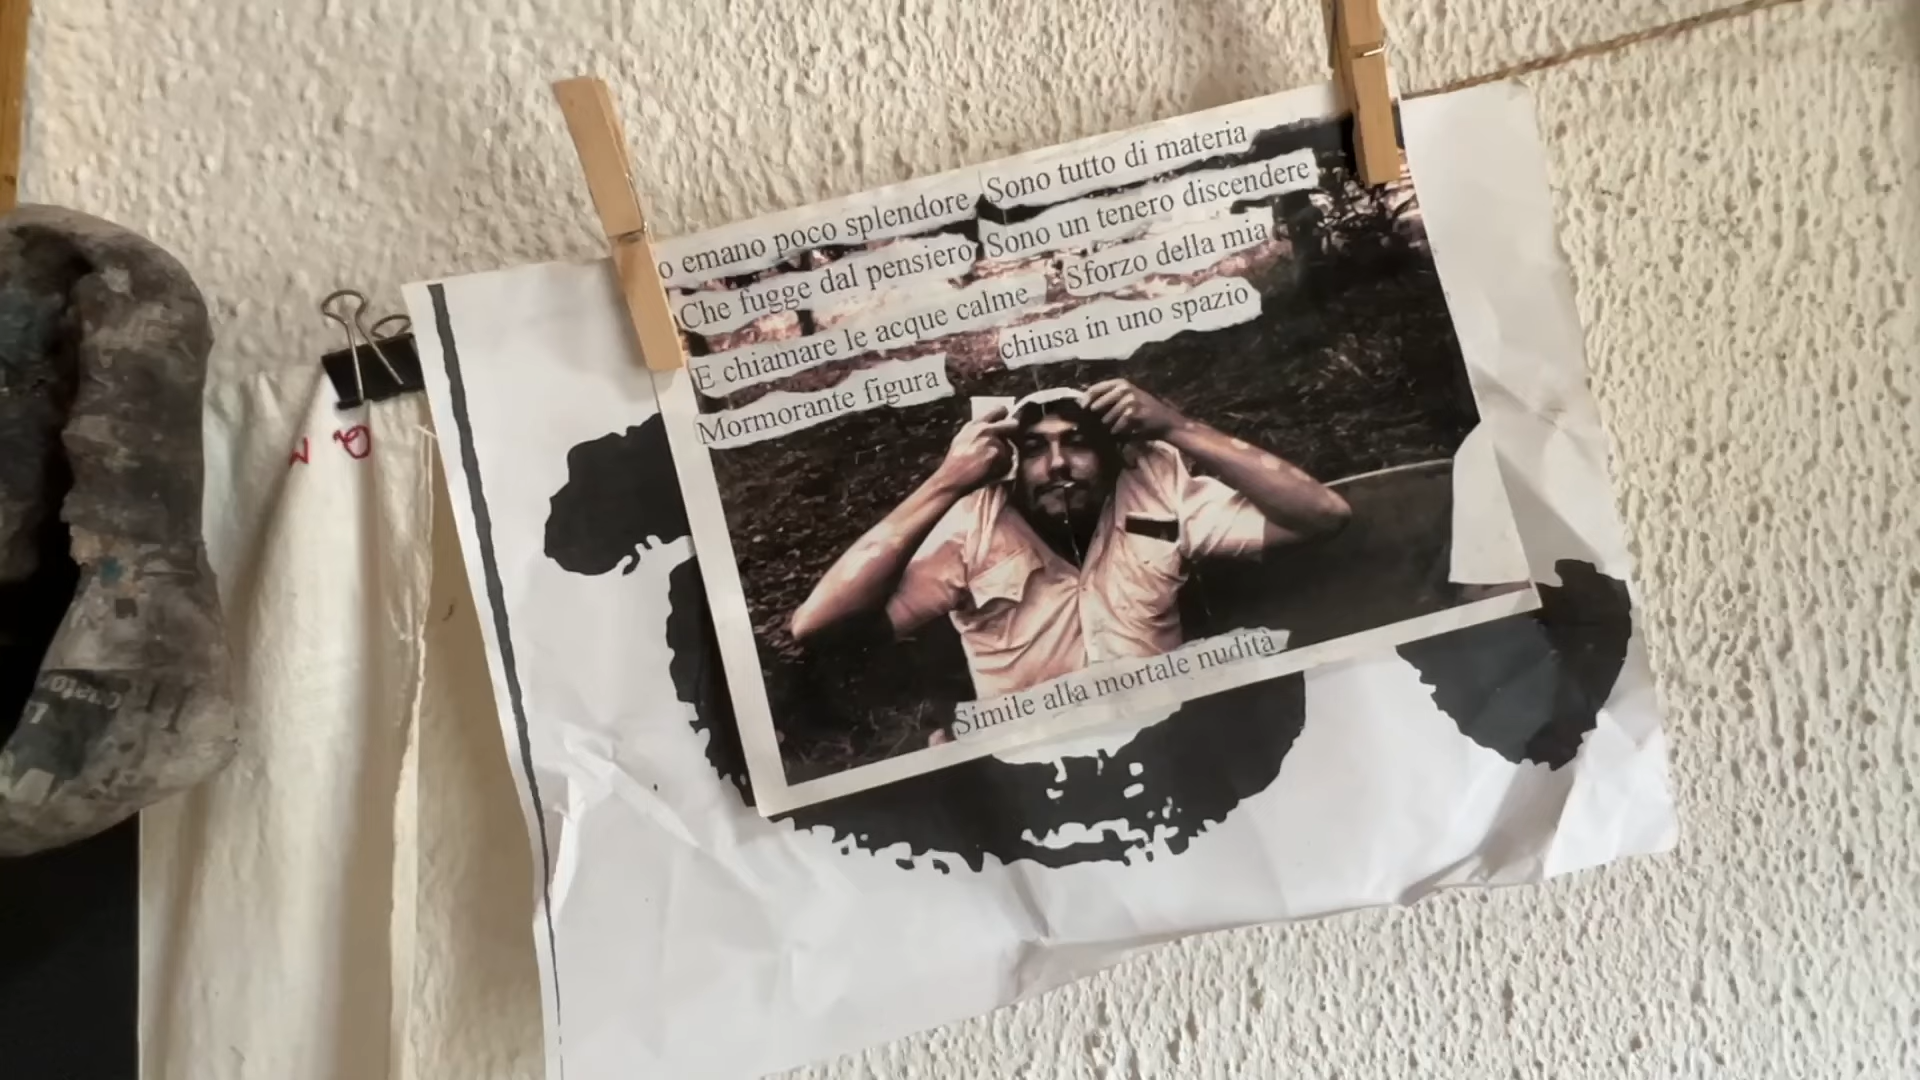 o emano poco splendore Sono tutto di materia
Che fugge dal pensiero Sono un tenero discendere
E chiamare le acque calme Sforzo della mia
Mormorante figura chiusa in uno spazio
Simile alla mortale nudità